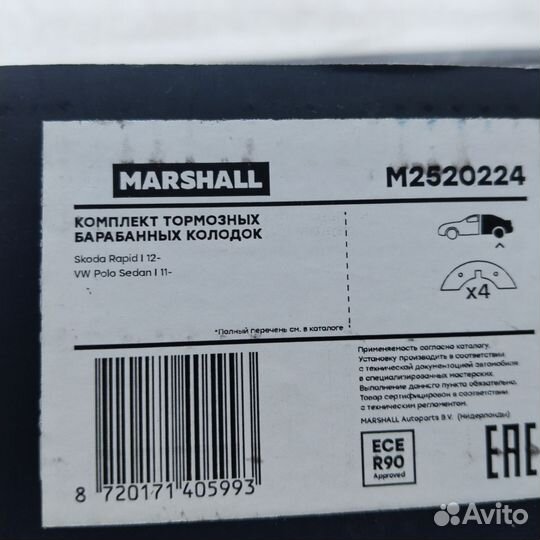 MARSHALL
M2520224
КОМПЛЕКТ ТОРМОЗНЫХ
БАРАБАННЫХ КОЛОДОК
Skoda Rapid I 12-
VW Polo Sedan I 11-
x4
*Полный перечень см. в каталоге
Применяемость согласно каталогу.
Установку производить в соответствии
с технической документацией автомобиля
в специализированных мастерских.
Выполнение данного пункта обязательно.
Товар сертифицирован в соответствии
с техническим регламентом.
MARSHALL Autoparts B.V. (Нидерланды)
ECE
R90
Approved
EAC
8 720171 405993
Avito